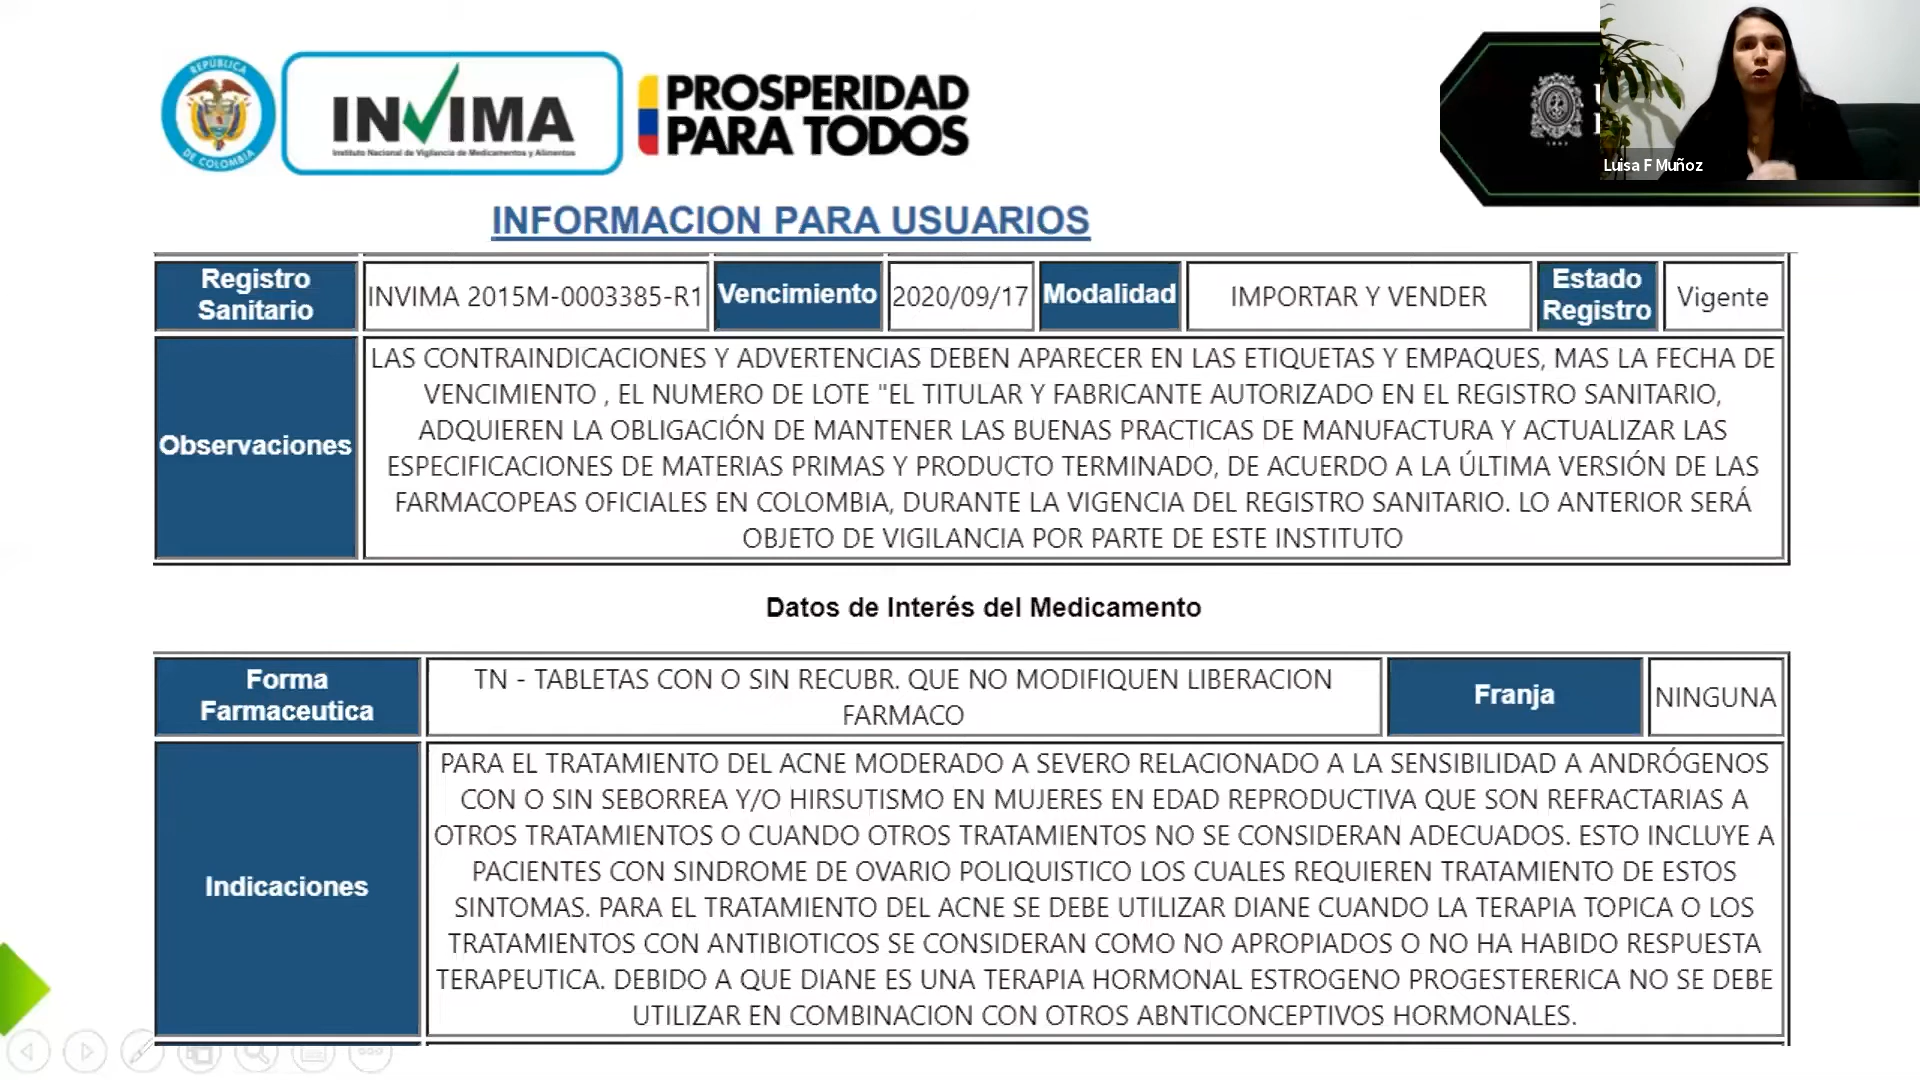 REPÚBLICA
DE COLOMBIA
INVIMA
Instituto Nacional de Vigilancia de Medicamentos y Alimentos
PROSPERIDAD
PARA TODOS
Luisa F Muñoz
INFORMACION PARA USUARIOS
Registro
Sanitario
INVIMA 2015M-0003385-R1
Vencimiento
2020/09/17
Modalidad
IMPORTAR Y VENDER
Estado
Registro
Vigente
Observaciones
LAS CONTRAINDICACIONES Y ADVERTENCIAS DEBEN APARECER EN LAS ETIQUETAS Y EMPAQUES, MAS LA FECHA DE
VENCIMIENTO , EL NUMERO DE LOTE "EL TITULAR Y FABRICANTE AUTORIZADO EN EL REGISTRO SANITARIO,
ADQUIEREN LA OBLIGACIÓN DE MANTENER LAS BUENAS PRACTICAS DE MANUFACTURA Y ACTUALIZAR LAS
ESPECIFICACIONES DE MATERIAS PRIMAS Y PRODUCTO TERMINADO, DE ACUERDO A LA ÚLTIMA VERSIÓN DE LAS
FARMACOPEAS OFICIALES EN COLOMBIA, DURANTE LA VIGENCIA DEL REGISTRO SANITARIO. LO ANTERIOR SERÁ
OBJETO DE VIGILANCIA POR PARTE DE ESTE INSTITUTO
Datos de Interés del Medicamento
Forma
Farmaceutica
TN - TABLETAS CON O SIN RECUBR. QUE NO MODIFIQUEN LIBERACION
FARMACO
Franja
NINGUNA
Indicaciones
PARA EL TRATAMIENTO DEL ACNE MODERADO A SEVERO RELACIONADO A LA SENSIBILIDAD A ANDRÓGENOS
CON O SIN SEBORREA Y/O HIRSUTISMO EN MUJERES EN EDAD REPRODUCTIVA QUE SON REFRACTARIAS A
OTROS TRATAMIENTOS O CUANDO OTROS TRATAMIENTOS NO SE CONSIDERAN ADECUADOS. ESTO INCLUYE A
PACIENTES CON SINDROME DE OVARIO POLIQUISTICO LOS CUALES REQUIEREN TRATAMIENTO DE ESTOS
SINTOMAS. PARA EL TRATAMIENTO DEL ACNE SE DEBE UTILIZAR DIANE CUANDO LA TERAPIA TOPICA O LOS
TRATAMIENTOS CON ANTIBIOTICOS SE CONSIDERAN COMO NO APROPIADOS O NO HA HABIDO RESPUESTA
TERAPEUTICA. DEBIDO A QUE DIANE ES UNA TERAPIA HORMONAL ESTROGENO PROGESTERERICA NO SE DEBE
UTILIZAR EN COMBINACION CON OTROS ABNTICONCEPTIVOS HORMONALES.